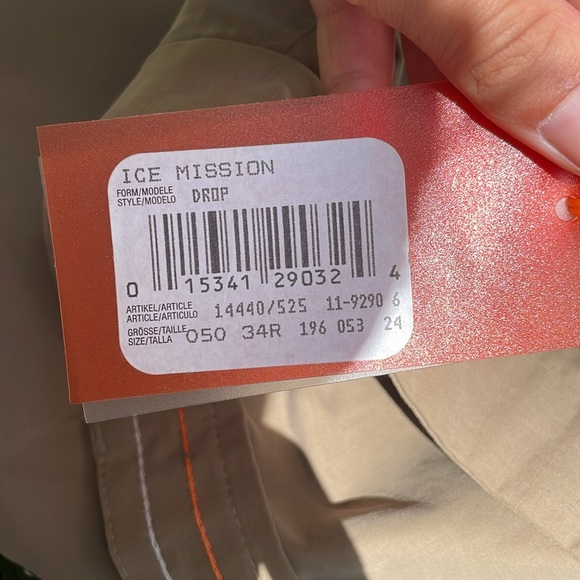 ICE MISSION
FORM/MODELE
STYLE/MODELO DROP
0 15341 29032 4
ARTIKEL/ARTICLE
ARTICLE/ARTICULO 14440/525 11-9290 6
GRÖSSE/TAILLE
SIZE/TALLA 050 34R 196 053 24